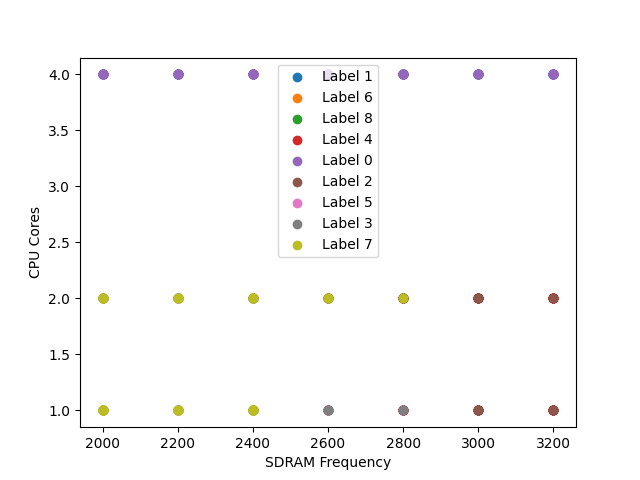 4.0
3.5
3.0
2.5
2.0
1.5
1.0
CPU Cores
Label 1
Label 6
Label 8
Label 4
Label 0
Label 2
Label 5
Label 3
Label 7
2000 2200 2400 2600 2800 3000 3200
SDRAM Frequency